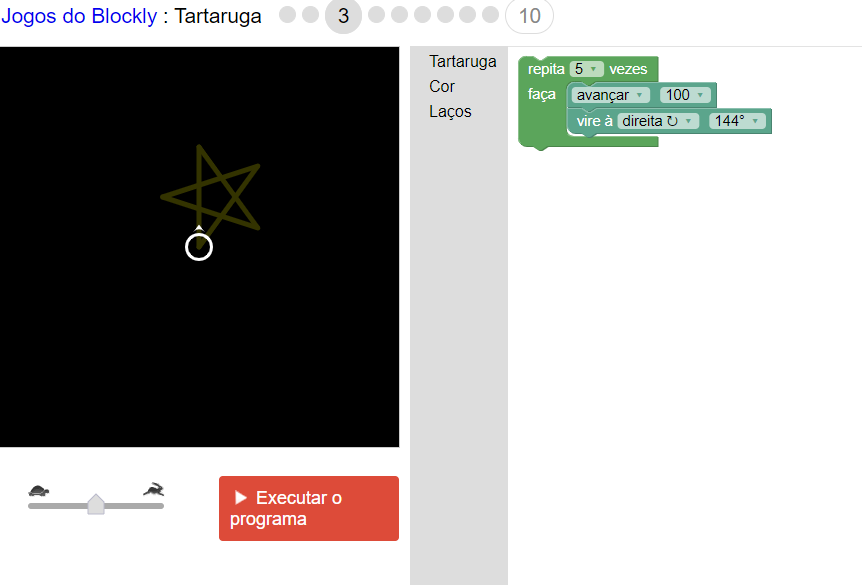 Jogos do Blockly : Tartaruga 3 10
Tartaruga
Cor
Laços
repita 5 vezes
faça avançar 100
vire à direita ↻ 144°
Executar o
programa